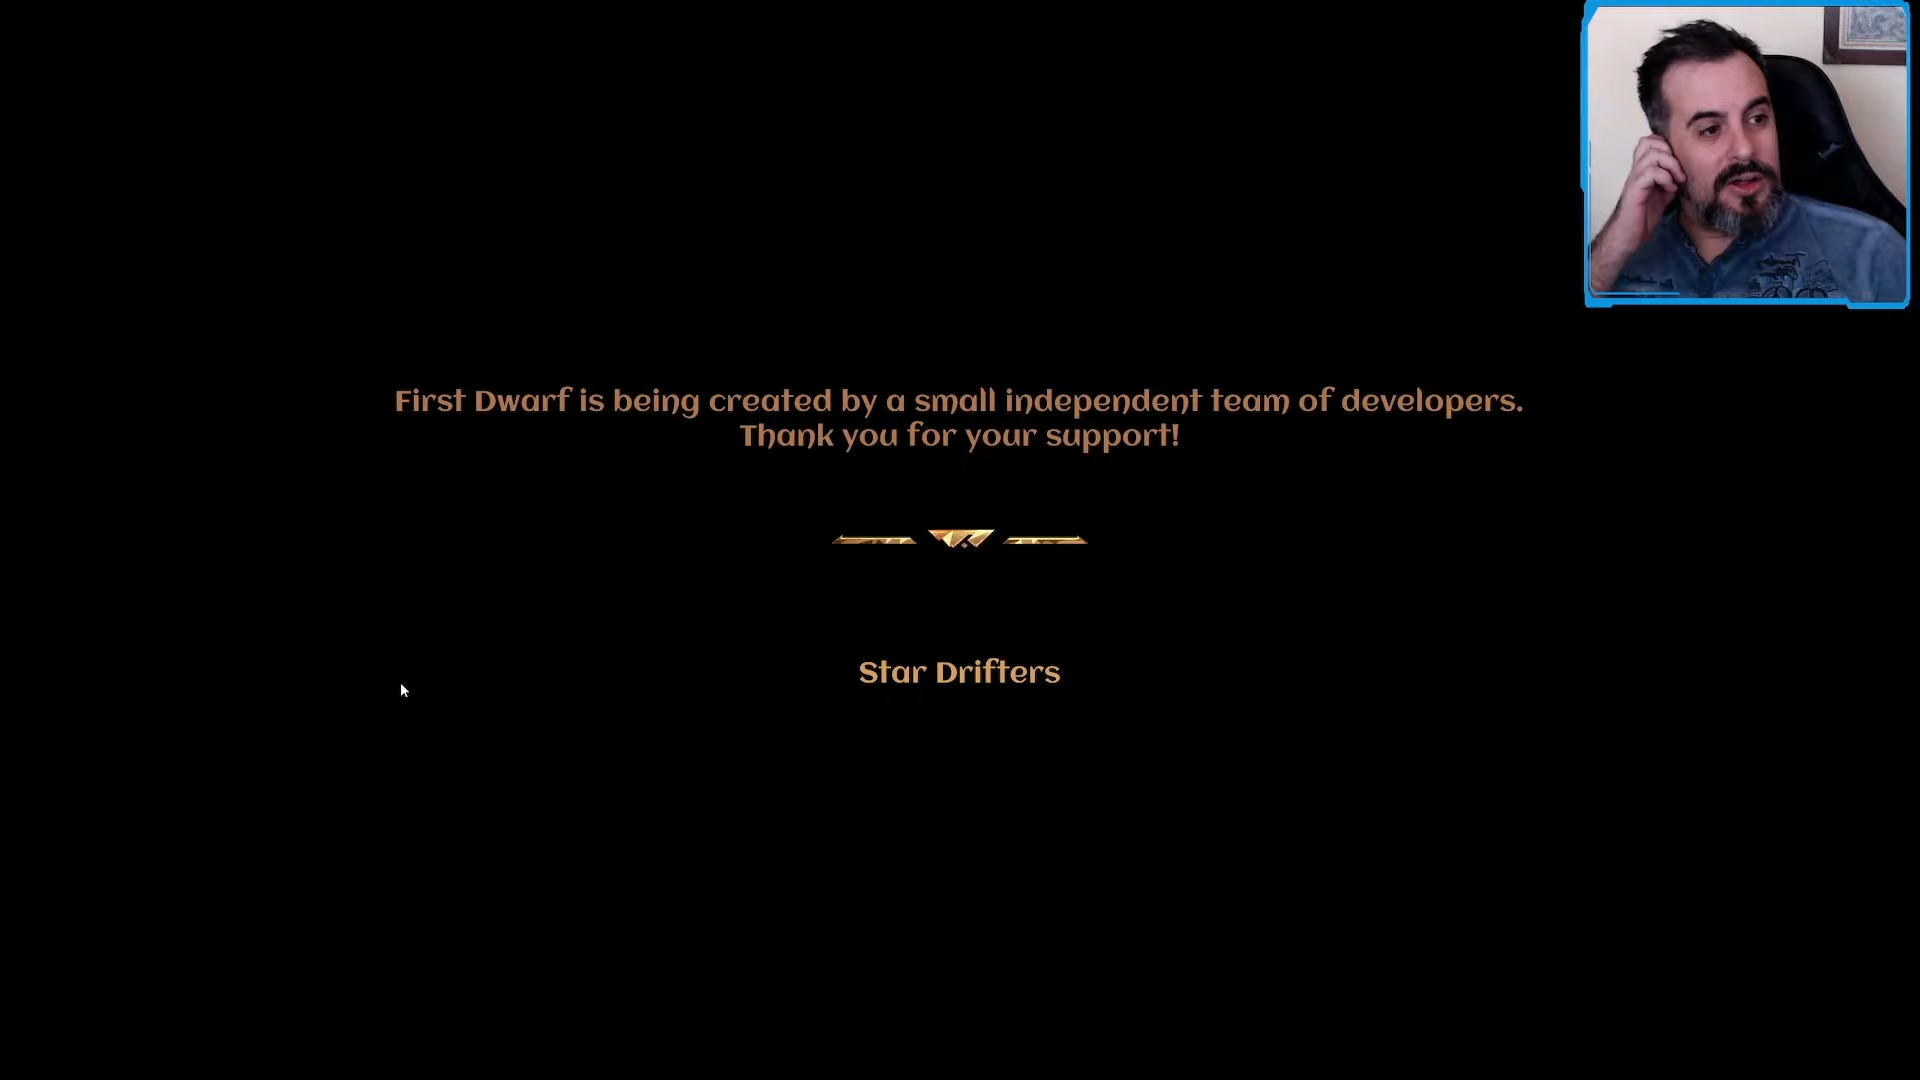 First Dwarf is being created by a small independent team of developers.
Thank you for your support!
Star Drifters